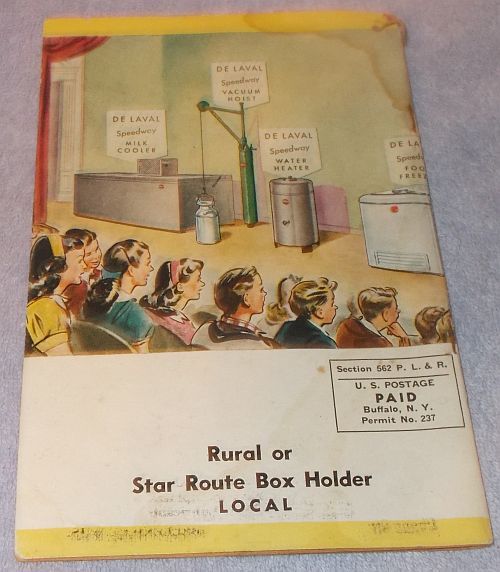 DE LAVAL
Speedway
VACUUM
HOIST
DE LAVAL
Speedway
MILK
COOLER
DE LAVAL
Speedway
WATER
HEATER
DE LA
Speed
FOO
FREEZ
Section 562 P. L. & R.
U. S. POSTAGE
PAID
Buffalo, N. Y.
Permit No. 237
Rural or
Star Route Box Holder
LOCAL